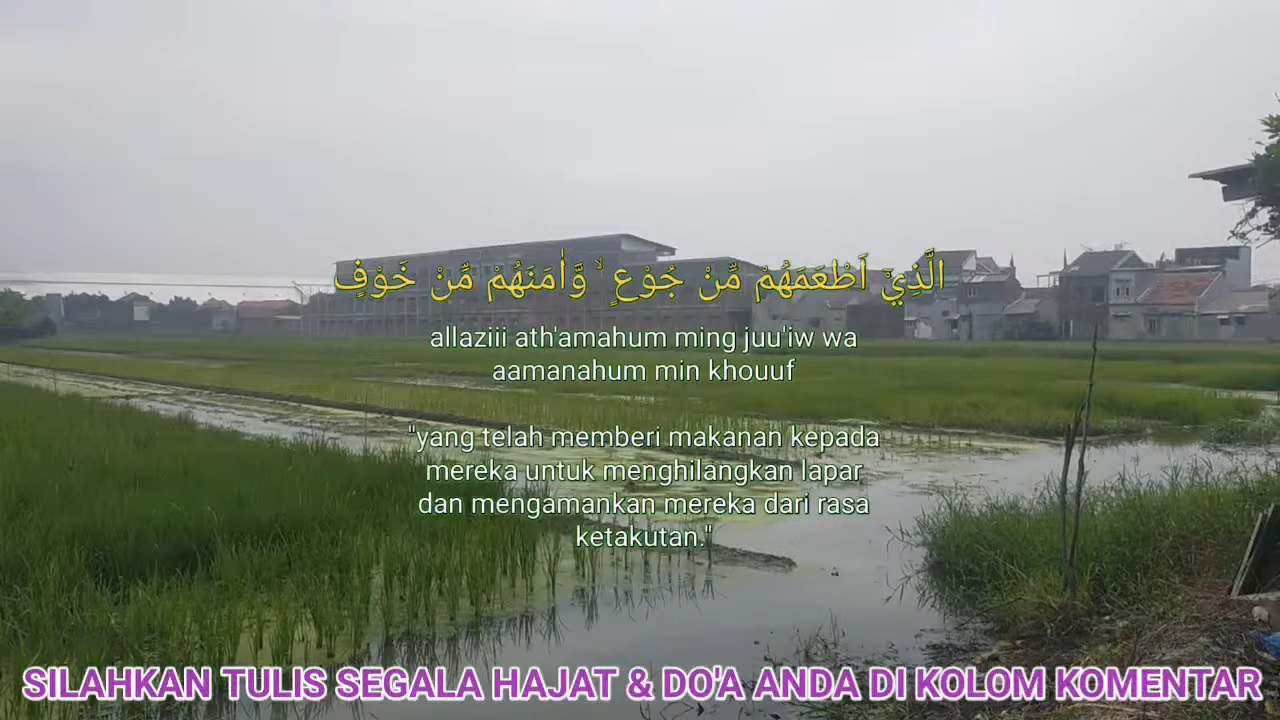 الَّذِيْٓ اَطْعَمَهُمْ مِّنْ جُوْعٍ ۙ وَّاٰمَنَهُمْ مِّنْ خَوْفٍ
allaziii ath'amahum ming juu'iw wa
aamanahum min khouuf
"yang telah memberi makanan kepada
mereka untuk menghilangkan lapar
dan mengamankan mereka dari rasa
ketakutan."
SILAHKAN TULIS SEGALA HAJAT & DO'A ANDA DI KOLOM KOMENTAR